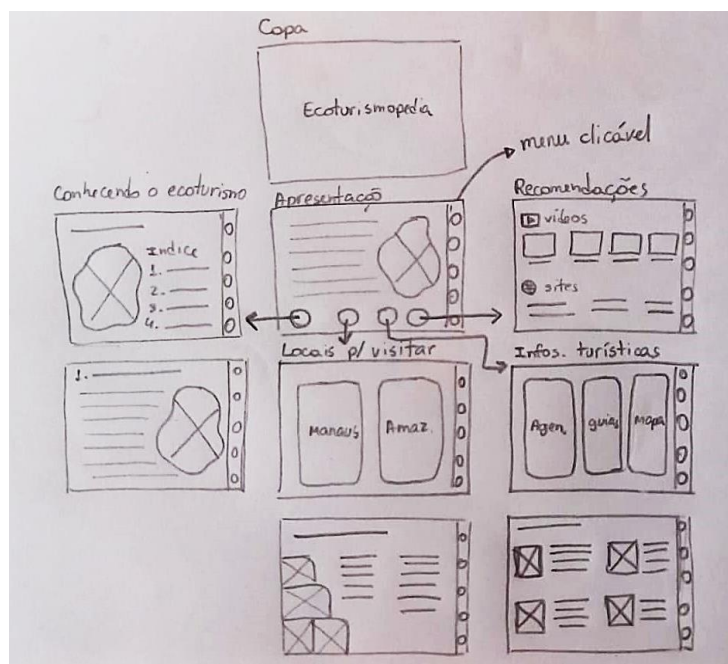 Capa
Ecoturismopedia
menu clicável
Conhecendo o ecoturismo
Apresentação
Recomendações
Índice
1.
2.
3.
4.
vídeos
sites
Locais p/ visitar
Infos. turísticas
1.
Manaus
Amaz.
Agen.
guias
Mapa